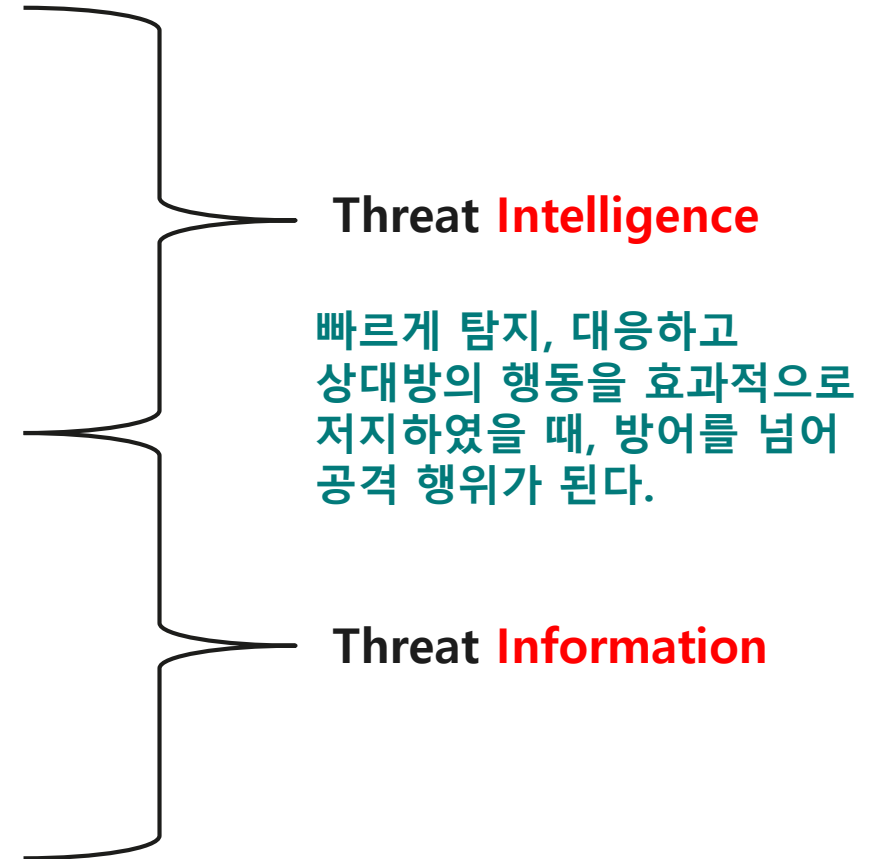 Threat Intelligence
빠르게 탐지, 대응하고
상대방의 행동을 효과적으로
저지하였을 때, 방어를 넘어
공격 행위가 된다.
Threat Information